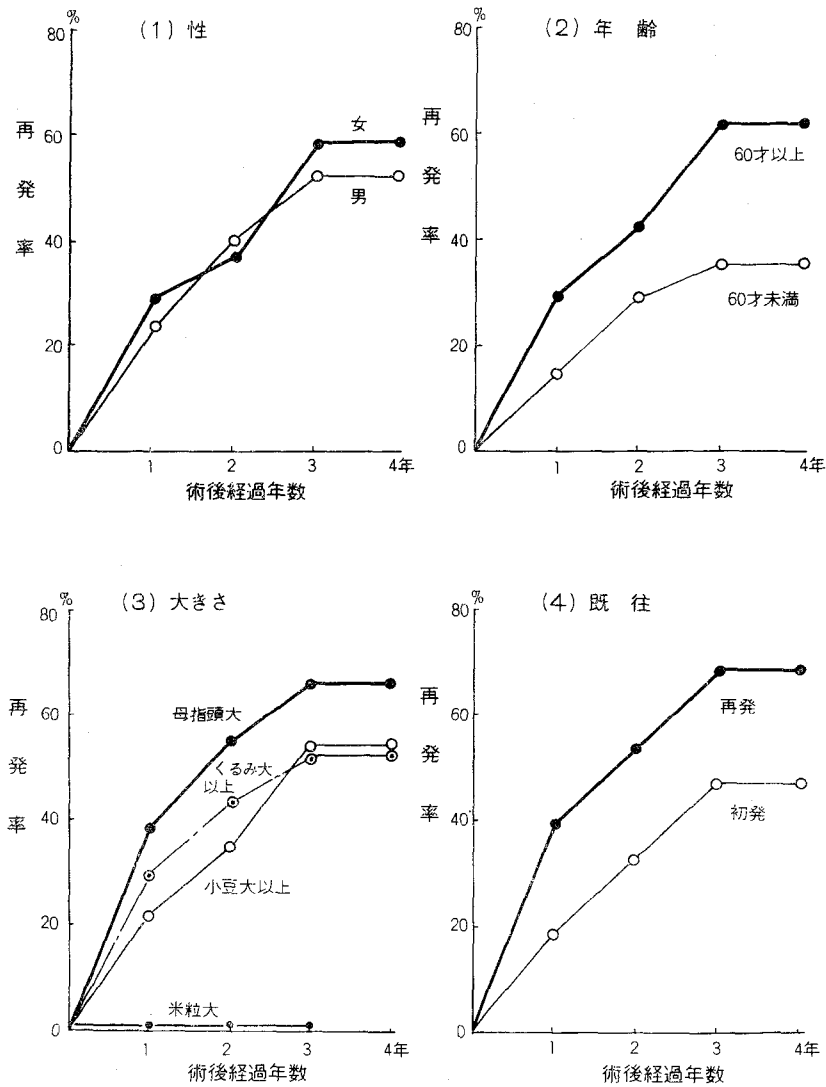 (1) 性
%
80
60
40
20
0
再発率
女
男
1 2 3 4年
術後経過年数
(2) 年 齢
%
80
60
40
20
0
再発率
60才以上
60才未満
1 2 3 4年
術後経過年数
(3) 大きさ
%
80
60
40
20
0
再発率
母指頭大
くるみ大
以上
小豆大以上
米粒大
1 2 3 4年
術後経過年数
(4) 既 往
%
80
60
40
20
0
再発率
再発
初発
1 2 3 4年
術後経過年数